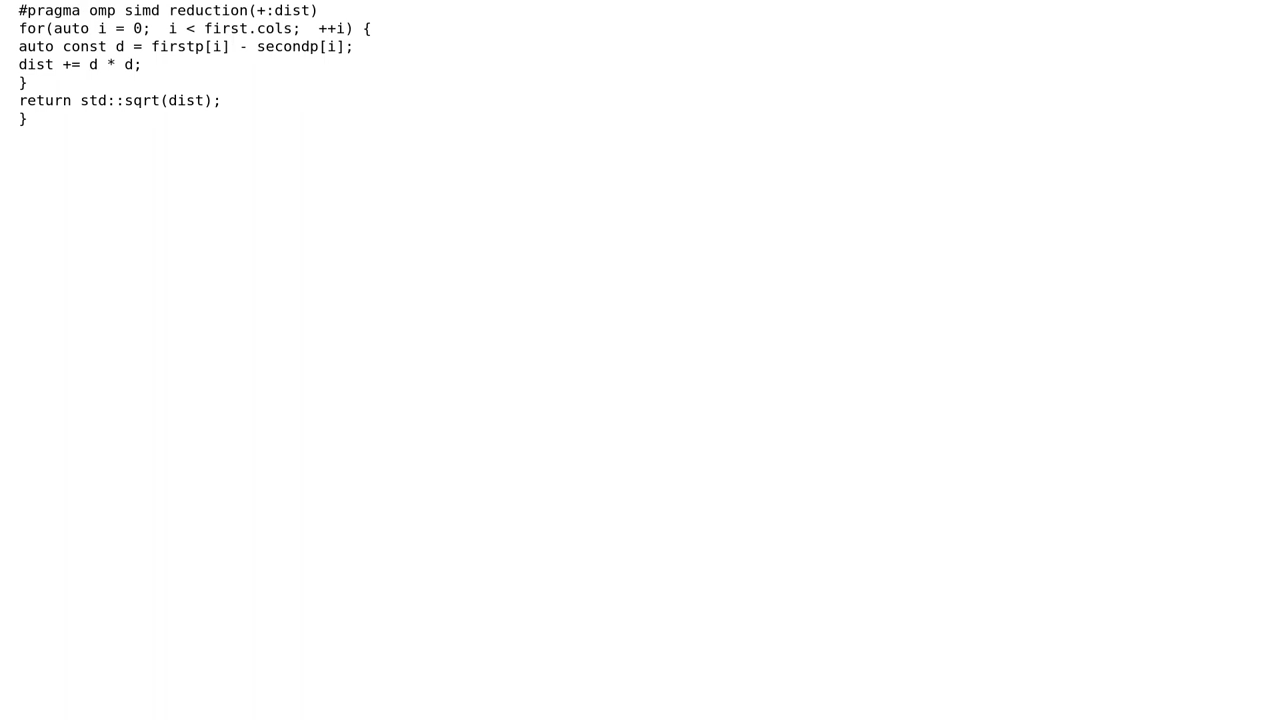 #pragma omp simd reduction(+:dist)
for(auto i = 0;  i < first.cols;  ++i) {
auto const d = firstp[i] - secondp[i];
dist += d * d;
}
return std::sqrt(dist);
}